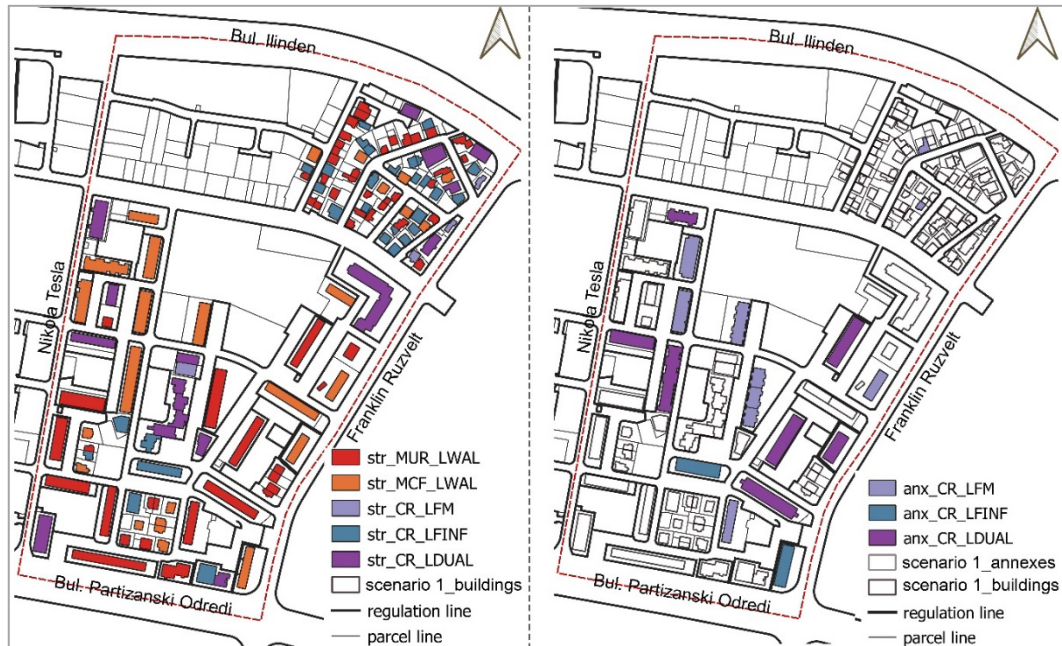 Bul. Ilinden
Nikola Tesla
Franklin Ruzvelt
Bul. Partizanski Odredi
str_MUR_LWAL
str_MCF_LWAL
str_CR_LFM
str_CR_LFINF
str_CR_LDUAL
scenario 1_buildings
regulation line
parcel line
Bul. Ilinden
Nikola Tesla
Franklin Ruzvelt
Bul. Partizanski Odredi
anx_CR_LFM
anx_CR_LFINF
anx_CR_LDUAL
scenario 1_annexes
scenario 1_buildings
regulation line
parcel line